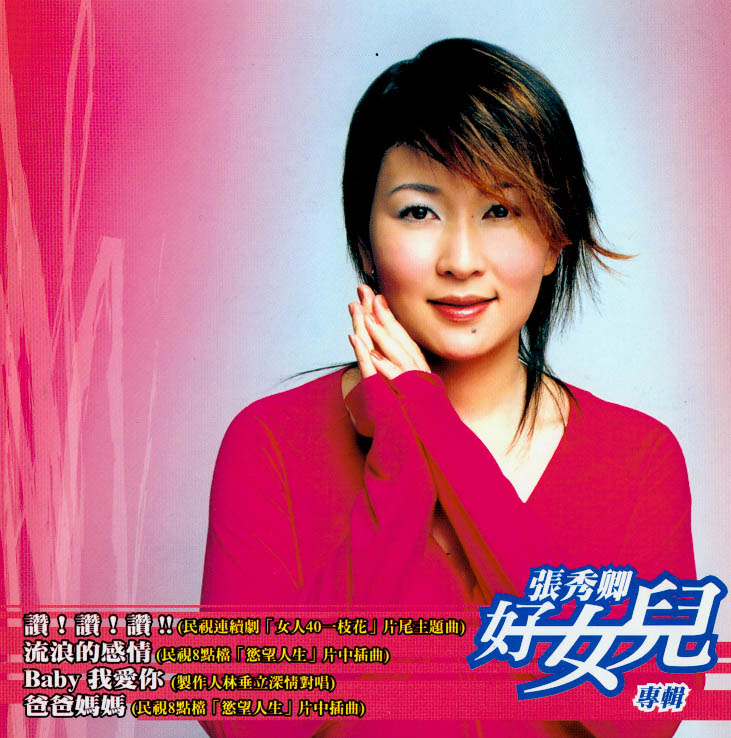 張秀卿
好女兒
專輯
讚！讚！讚!! (民視連續劇「女人40一枝花」片尾主題曲)
流浪的感情 (民視8點檔「慾望人生」片中插曲)
Baby 我愛你 (製作人林垂立深情對唱)
爸爸媽媽 (民視8點檔「慾望人生」片中插曲)